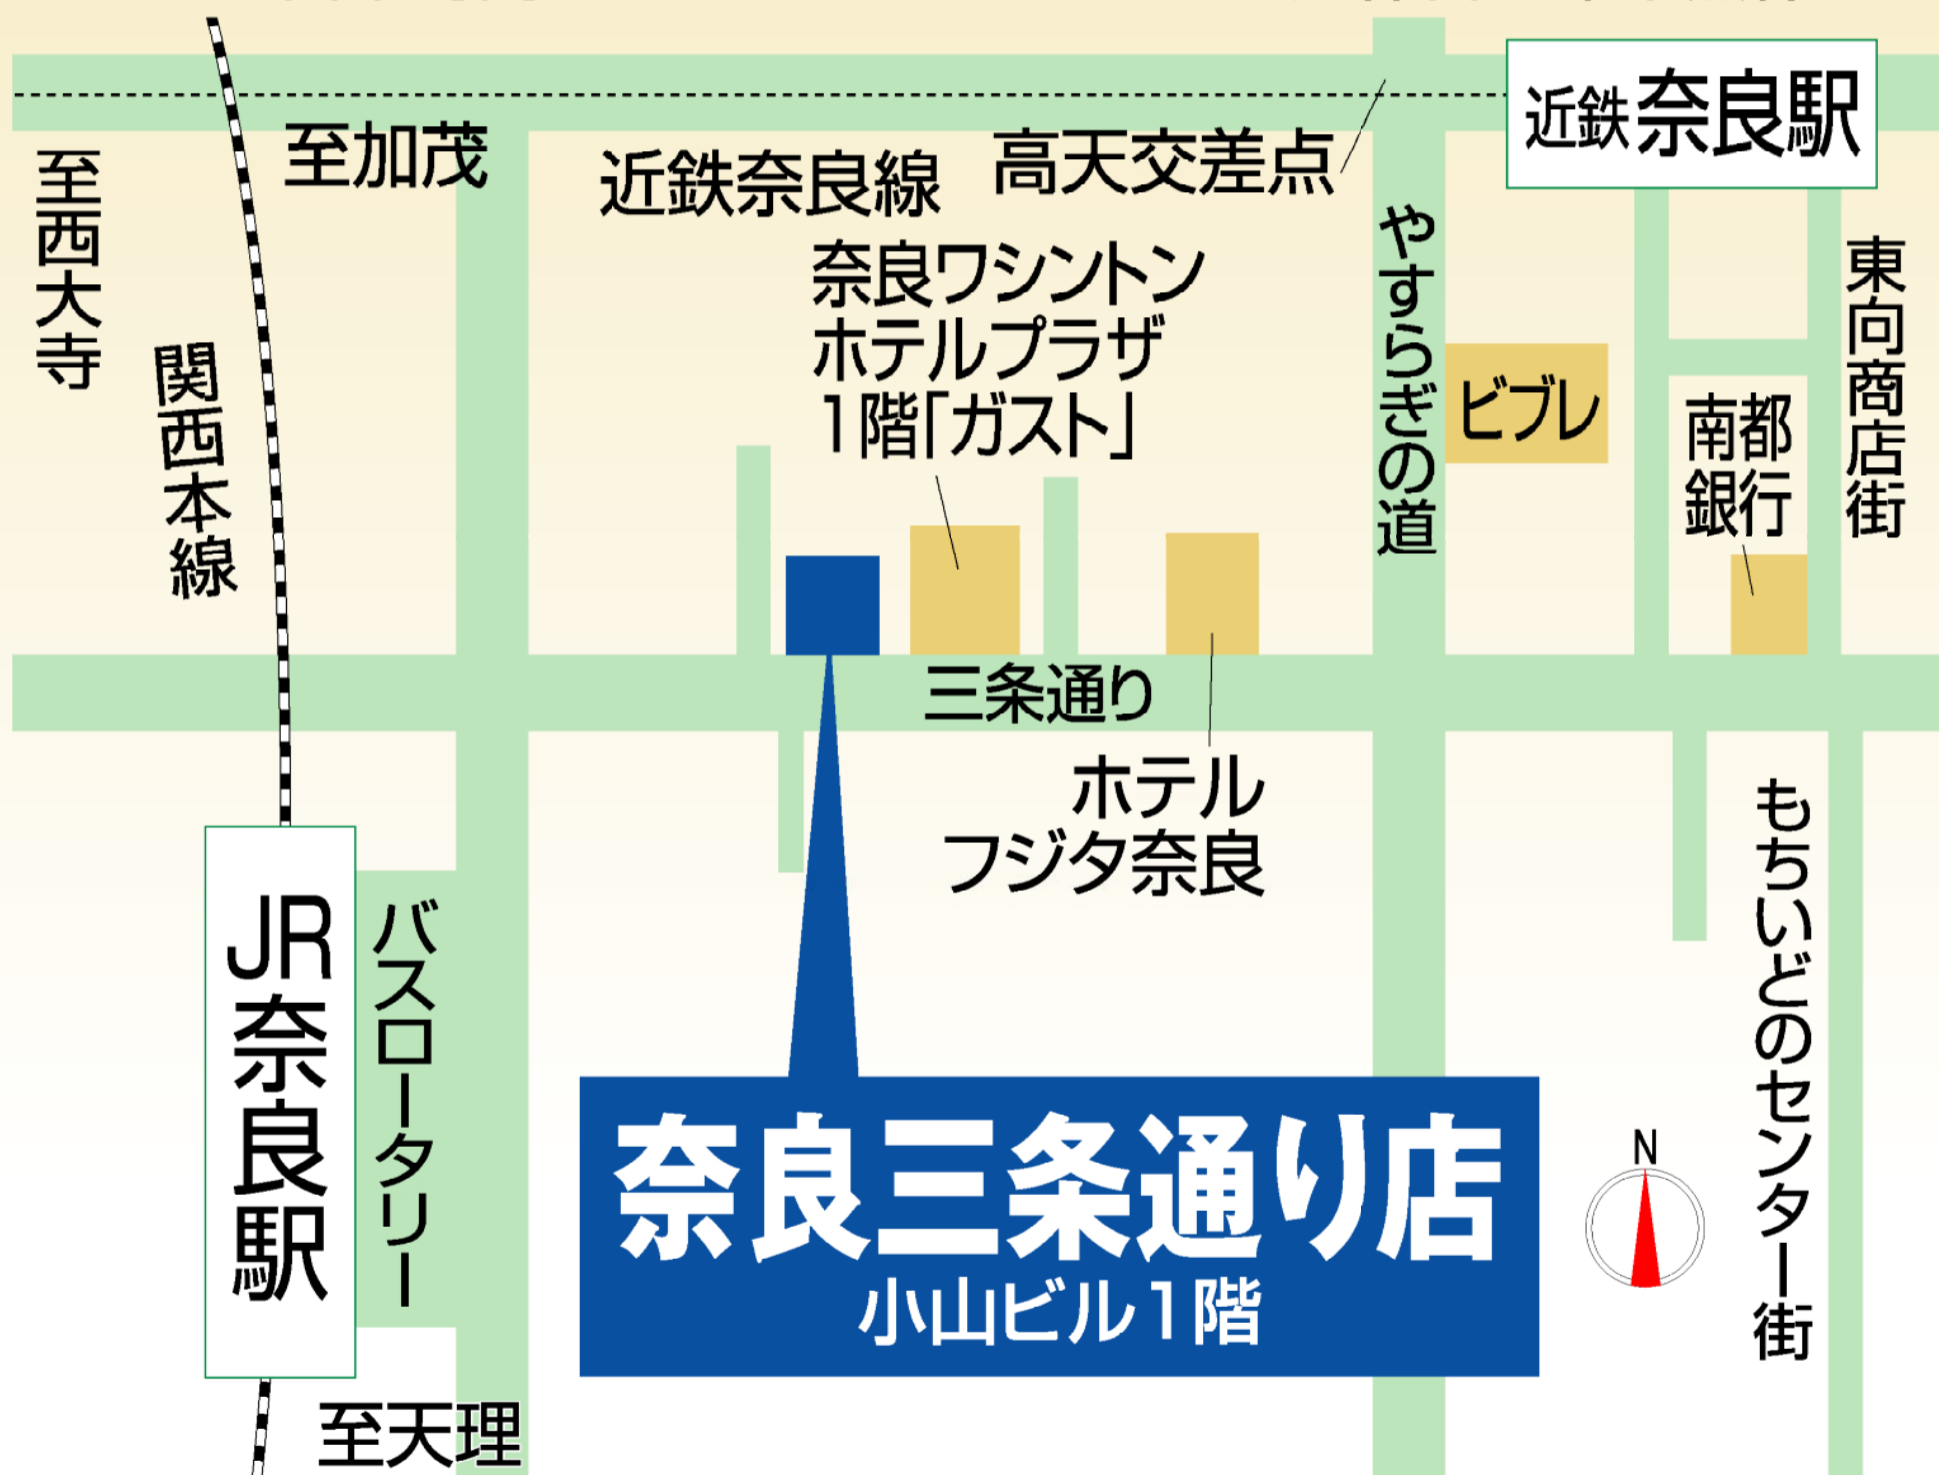 近鉄奈良駅
至加茂
近鉄奈良線
高天交差点
至西大寺
関西本線
奈良ワシントン
ホテルプラザ
1階「ガスト」
やすらぎの道
ビブレ
南都
銀行
東向商店街
三条通り
ホテル
フジタ奈良
もちいどのセンター街
JR奈良駅
バスロータリー
奈良三条通り店
小山ビル1階
N
至天理